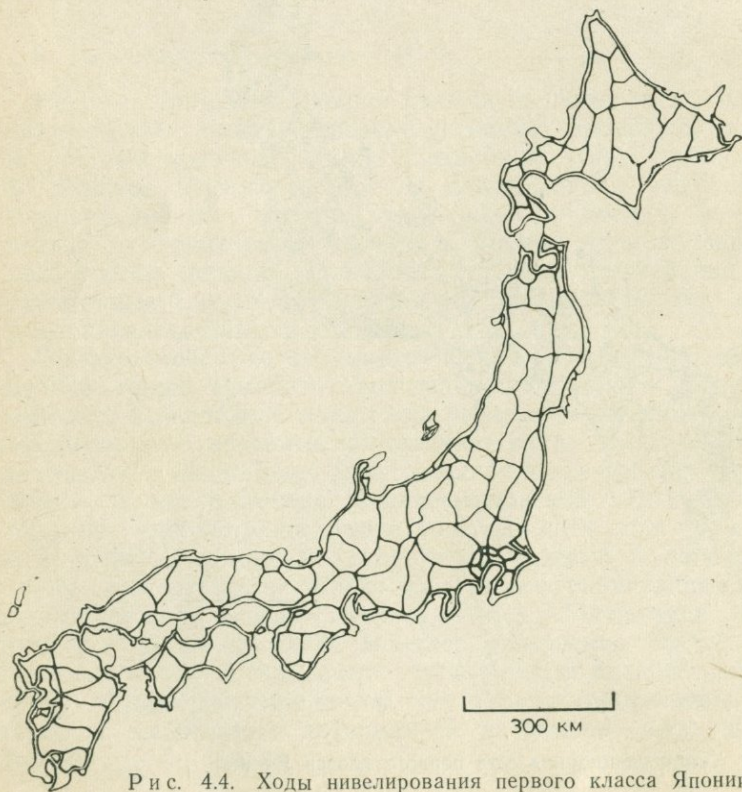 300 км
Рис. 4.4. Ходы нивелирования первого класса Японии